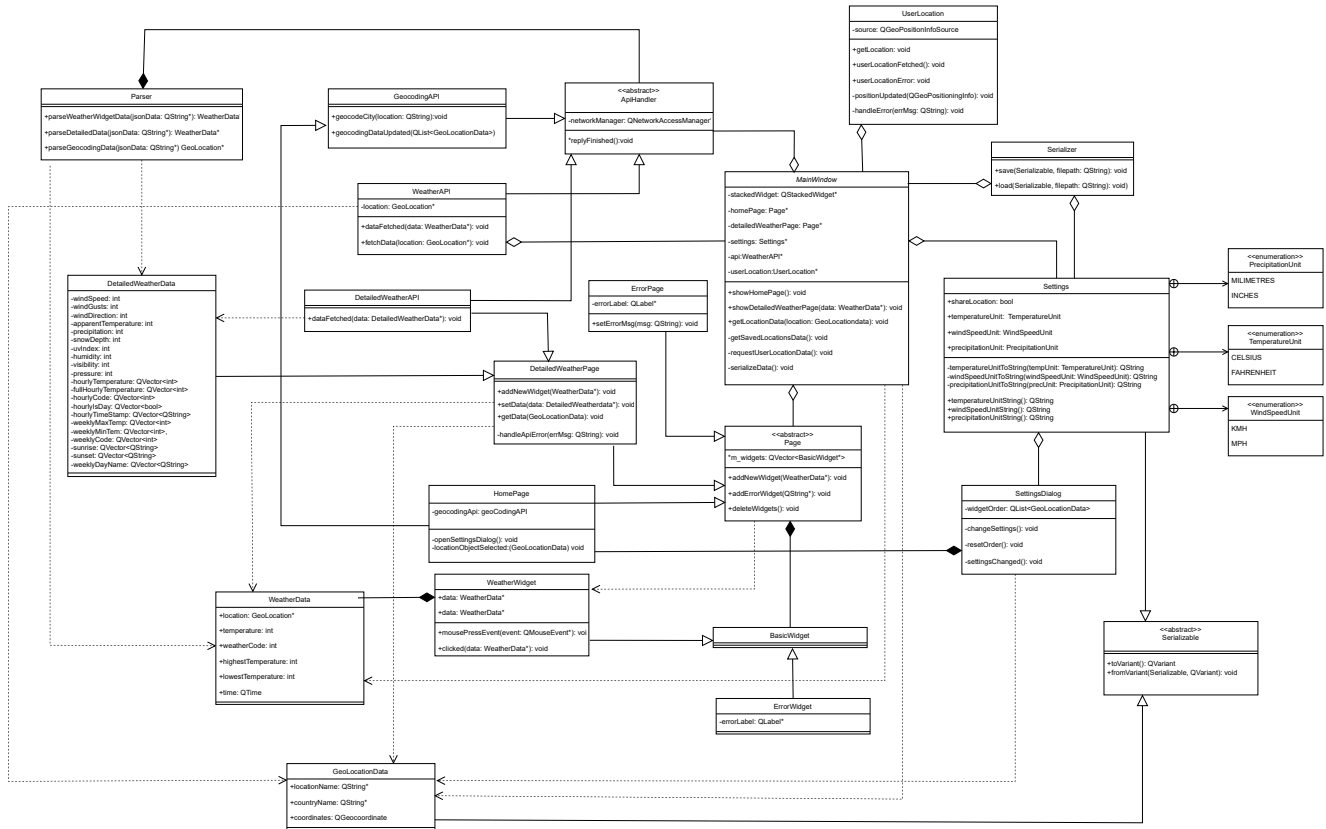 UserLocation
-source: QGeoPositionInfoSource
+getLocation: void
+userLocationFetched(): void
+userLocationError: void
-positionUpdated(QGeoPositioningInfo): void
-handleError(errMsg: QString): void
Parser
+parseWeatherWidgetData(jsonData: QString*): WeatherData
+parseDetailedData(jsonData: QString*): WeatherData*
+parseGeocodingData(jsonData: QString*) GeoLocation*
GeocodingAPI
+geocodeCity(location: QString):void
+geocodingDataUpdated(QList<GeoLocationData>)
<<abstract>>
ApiHandler
-networkManager: QNetworkAccessManager*
*replyFinished():void
Serializer
+save(Serializable, filepath: QString): void
+load(Serializable, filepath: QString): void)
WeatherAPI
-location: GeoLocation*
+dataFetched(data: WeatherData*): void
+fetchData(location: GeoLocation*): void
MainWindow
-stackedWidget: QStackedWidget*
-homePage: Page*
-detailedWeatherPage: Page*
-settings: Settings*
-api:WeatherAPI*
-userLocation:UserLocation*
+showHomePage(): void
+showDetailedWeatherPage(data: WeatherData*): void
+getLocationData(location: GeoLocationdata): void
-getSavedLocationsData(): void
-requestUserLocationData(): void
-serializeData(): void
DetailedWeatherData
-windSpeed: int
-windGusts: int
-windDirection: int
-apparentTemperature: int
-precipitation: int
-snowDepth: int
-uvIndex: int
-humidity: int
-visibility: int
-pressure: int
-hourlyTemperature: QVector<int>
-fullHourlyTemperature: QVector<int>
-hourlyCode: QVector<int>
-hourlyIsDay: QVector<bool>
-hourlyTimeStamp: QVector<QString>
-weeklyMaxTemp: QVector<int>
-weeklyMinTem: QVector<int>,
-weeklyCode: QVector<int>
-sunrise: QVector<QString>
-sunset: QVector<QString>
-weeklyDayName: QVector<QString>
DetailedWeatherAPI
+dataFetched(data: DetailedWeatherData*): void
ErrorPage
-errorLabel: QLabel*
+setErrorMsg(msg: QString): void
Settings
+shareLocation: bool
+temperatureUnit: TemperatureUnit
+windSpeedUnit: WindSpeedUnit
+precipitationUnit: PrecipitationUnit
-temperatureUnitToString(tempUnit: TemperatureUnit): QString
-windSpeedUnitToString(windSpeedUnit: WindSpeedUnit): QString
-precipitationUnitToString(precUnit: PrecipitationUnit): QString
+temperatureUnitString(): QString
+windSpeedUnitString(): QString
+precipitationUnitString(): QString
<<enumeration>>
PrecipitationUnit
MILIMETRES
INCHES
<<enumeration>>
TemperatureUnit
CELSIUS
FAHRENHEIT
<<enumeration>>
WindSpeedUnit
KMH
MPH
DetailedWeatherPage
+addNewWidget(WeatherData*): void
+setData(data: DetailedWeatherdata*): void
+getData(GeoLocationData): void
-handleApiError(errMsg: QString): void
<<abstract>>
Page
*m_widgets: QVector<BasicWidget*>
+addNewWidget(WeatherData*): void
+addErrorWidget(QString*): void
+deleteWidgets(): void
HomePage
-geocodingApi: geoCodingAPI
-openSettingsDialog(): void
-locationObjectSelected:(GeoLocationData) void
SettingsDialog
-widgetOrder: QList<GeoLocationData>
-changeSettings(): void
-resetOrder(): void
-settingsChanged(): void
WeatherData
+location: GeoLocation*
+temperature: int
+weatherCode: int
+highestTemperature: int
+lowestTemperature: int
+time: QTime
WeatherWidget
+data: WeatherData*
+data: WeatherData*
+mousePressEvent(event: QMouseEvent*): voi
+clicked(data: WeatherData*): void
BasicWidget
ErrorWidget
-errorLabel: QLabel*
<<abstract>>
Serializable
+toVariant(): QVariant
+fromVariant(Serializable, QVariant): void
GeoLocationData
+locationName: QString*
+countryName: QString*
+coordinates: QGeocoordinate